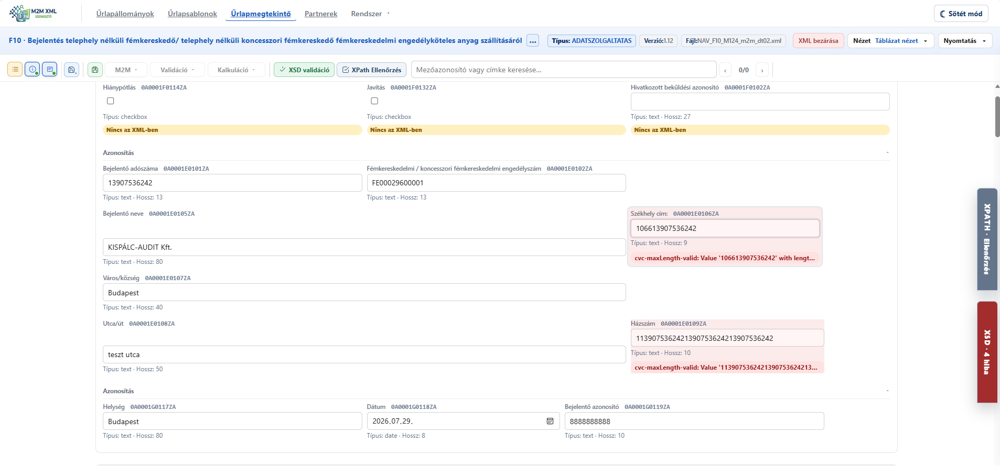 M2M XML
SZERKESZTŐ
Űrlapállományok
Űrlapsablonok
Űrlapmegtekintő
Partnerek
Rendszer
Sötét mód
F10 · Bejelentés telephely nélküli fémkereskedő/ telephely nélküli koncesszori fémkereskedő fémkereskedelmi engedélyköteles anyag szállításáról
...
Típus: ADATSZOLGALTATAS
Verzió:1.12
Fájl:NAV_F10_M124_m2m_dt02.xml
XML bezárása
Nézet Táblázat nézet
Nyomtatás
M2M
Validáció
Kalkuláció
XSD validáció
XPath Ellenőrzés
Mezőazonosító vagy címke keresése...
‹
0/0
›
Hiánypótlás 0A0001F0114ZA
Javítás 0A0001F0132ZA
Hivatkozott beküldési azonosító 0A0001F0102ZA
Típus: checkbox
Típus: checkbox
Típus: text · Hossz: 27
Nincs az XML-ben
Nincs az XML-ben
Nincs az XML-ben
Azonosítás
Bejelentő adószáma 0A0001E0101ZA
Fémkereskedelmi / koncesszori fémkereskedelmi engedélyszám 0A0001E0102ZA
13907536242
FE00029600001
Típus: text · Hossz: 13
Típus: text · Hossz: 13
Bejelentő neve 0A0001E0105ZA
Székhely cím: 0A0001E0106ZA
106613907536242
Típus: text · Hossz: 9
cvc-maxLength-valid: Value '106613907536242' with lengt...
KISPÁLC-AUDIT Kft.
Típus: text · Hossz: 80
Város/község 0A0001E0107ZA
Budapest
Típus: text · Hossz: 40
Utca/út 0A0001E0108ZA
Házszám 0A0001E0109ZA
1139075362421390753624213907536242
Típus: text · Hossz: 10
cvc-maxLength-valid: Value '1139075362421390753624213...
teszt utca
Típus: text · Hossz: 50
Azonosítás
Helység 0A0001G0117ZA
Dátum 0A0001G0118ZA
Bejelentő azonosító 0A0001G0119ZA
Budapest
2026.07.29.
8888888888
Típus: text · Hossz: 80
Típus: date · Hossz: 8
Típus: text · Hossz: 10
XPATH · Ellenőrzés
XSD · 4 hiba